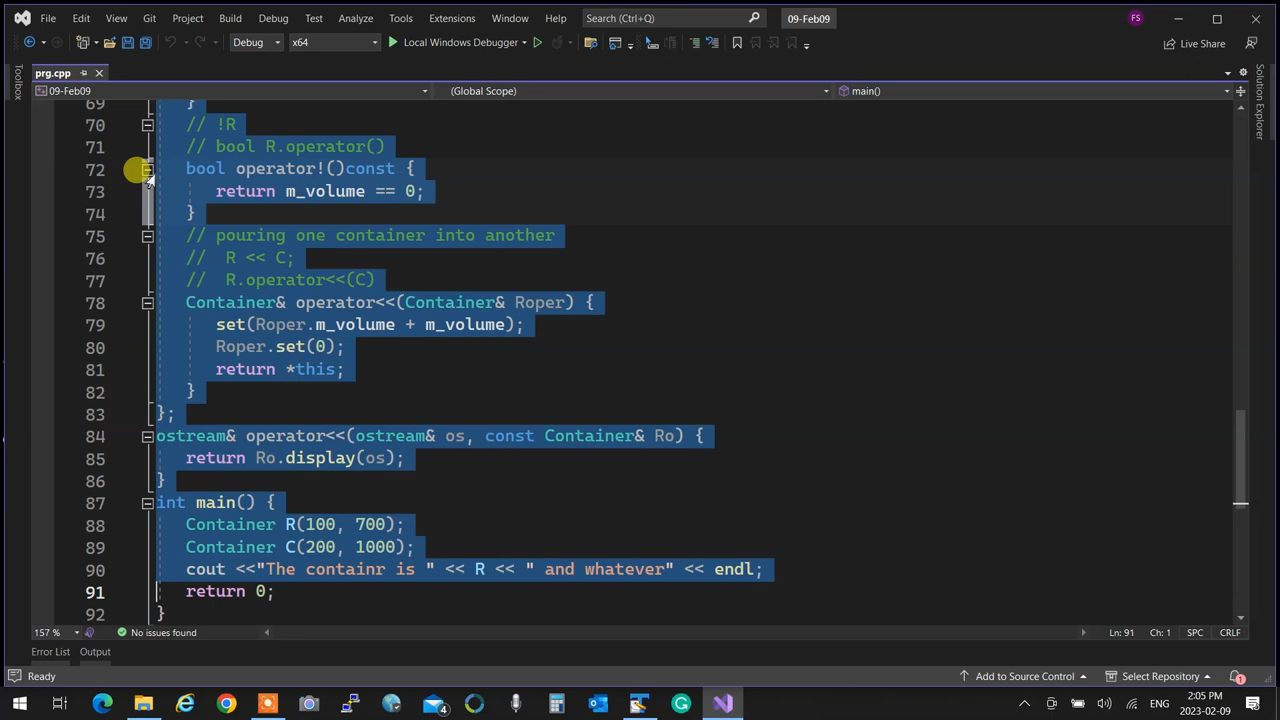 File Edit View Git Project Build Debug Test Analyze Tools Extensions Window Help Search (Ctrl+Q) 09-Feb09 FS
Debug x64 Local Windows Debugger Live Share
prg.cpp
09-Feb09 (Global Scope) main()
Toolbox
Solution Explorer
69 }
70 // !R
71 // bool R.operator()
72 bool operator!()const {
73 return m_volume == 0;
74 }
75 // pouring one container into another
76 // R << C;
77 // R.operator<<(C)
78 Container& operator<<(Container& Roper) {
79 set(Roper.m_volume + m_volume);
80 Roper.set(0);
81 return *this;
82 }
83 };
84 ostream& operator<<(ostream& os, const Container& Ro) {
85 return Ro.display(os);
86 }
87 int main() {
88 Container R(100, 700);
89 Container C(200, 1000);
90 cout <<"The containr is " << R << " and whatever" << endl;
91 return 0;
92 }
157 % No issues found Ln: 91 Ch: 1 SPC CRLF
Error List Output
Ready Add to Source Control Select Repository 1
4 ENG 2:05 PM
2023-02-09